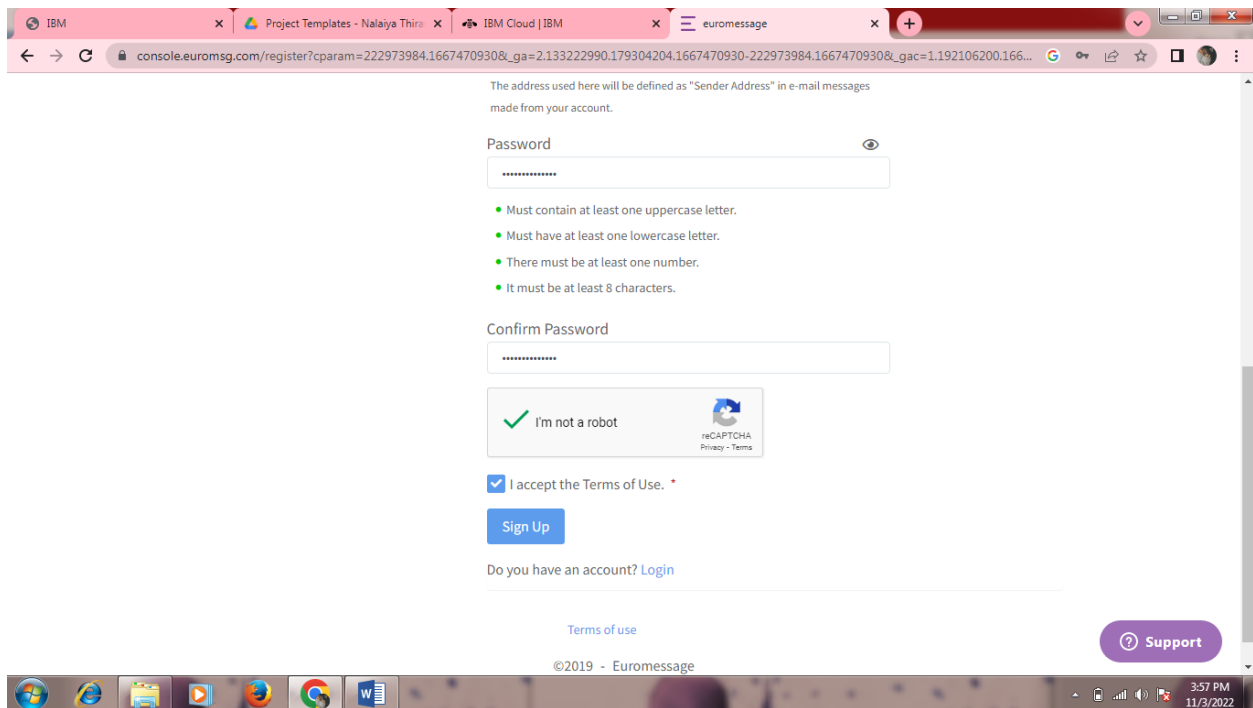 IBM
Project Templates - Nalaiya Thira
IBM Cloud | IBM
euromessage
console.euromsg.com/register?cparam=222973984.1667470930&_ga=2.133222990.179304204.1667470930-222973984.1667470930&_gac=1.192106200.166...
The address used here will be defined as "Sender Address" in e-mail messages
made from your account.
Password
••••••••••••••
Must contain at least one uppercase letter.
Must have at least one lowercase letter.
There must be at least one number.
It must be at least 8 characters.
Confirm Password
••••••••••••••
I'm not a robot
reCAPTCHA
Privacy - Terms
I accept the Terms of Use. *
Sign Up
Do you have an account? Login
Terms of use
Support
©2019 - Euromessage
3:57 PM
11/3/2022